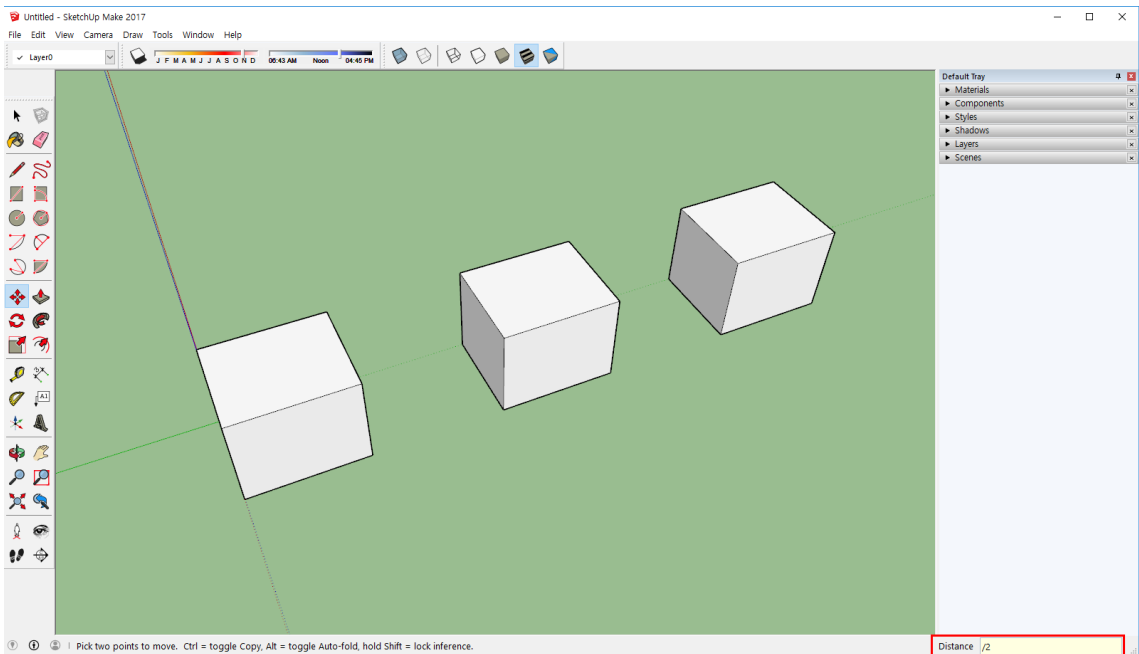 Untitled - SketchUp Make 2017
File Edit View Camera Draw Tools Window Help
Layer0
J F M A M J J A S O N D
06:43 AM Noon 04:45 PM
Default Tray
Materials
Components
Styles
Shadows
Layers
Scenes
A1
Pick two points to move. Ctrl = toggle Copy, Alt = toggle Auto-fold, hold Shift = lock inference.
Distance /2